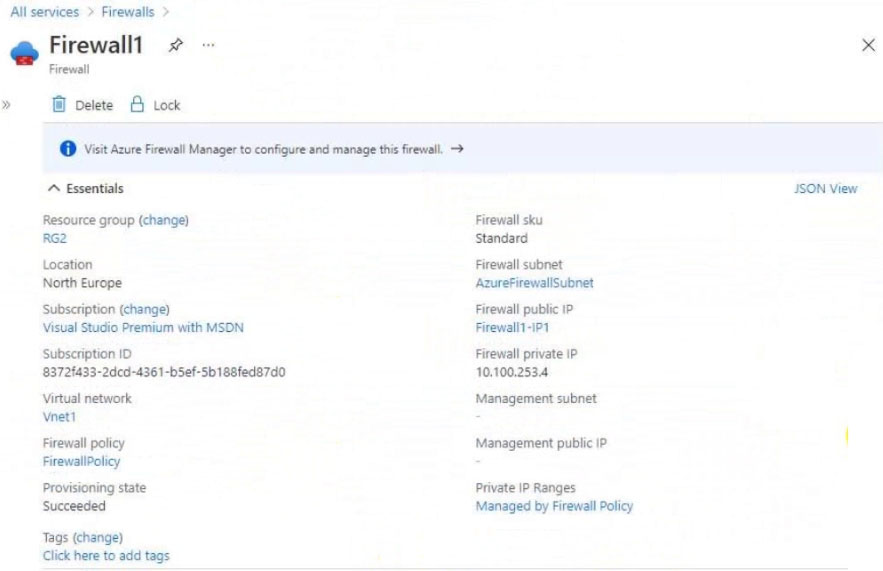 All services > Firewalls >
Firewall1 ...
Firewall
» Delete Lock
Visit Azure Firewall Manager to configure and manage this firewall. →
Essentials
JSON View
Resource group (change)
RG2
Location
North Europe
Subscription (change)
Visual Studio Premium with MSDN
Subscription ID
8372f433-2dcd-4361-b5ef-5b188fed87d0
Virtual network
Vnet1
Firewall policy
FirewallPolicy
Provisioning state
Succeeded
Tags (change)
Click here to add tags
Firewall sku
Standard
Firewall subnet
AzureFirewallSubnet
Firewall public IP
Firewall1-IP1
Firewall private IP
10.100.253.4
Management subnet
-
Management public IP
-
Private IP Ranges
Managed by Firewall Policy